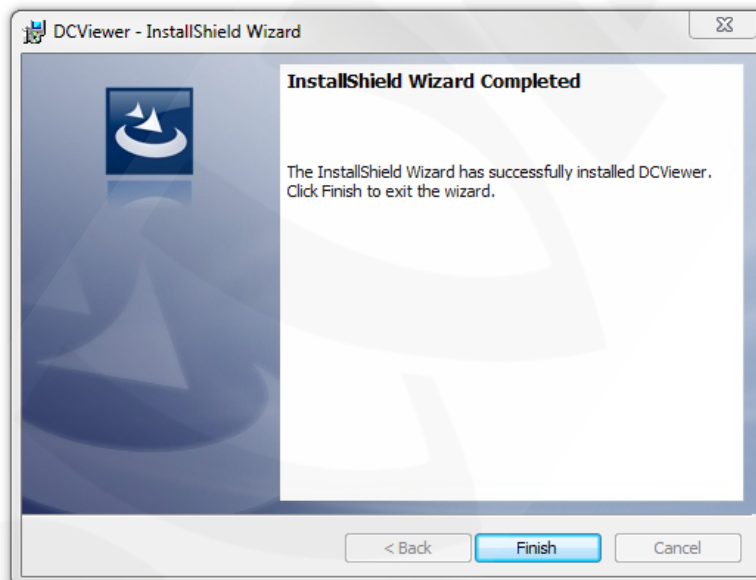 DCViewer - InstallShield Wizard
InstallShield Wizard Completed
The InstallShield Wizard has successfully installed DCViewer.
Click Finish to exit the wizard.
< Back
Finish
Cancel